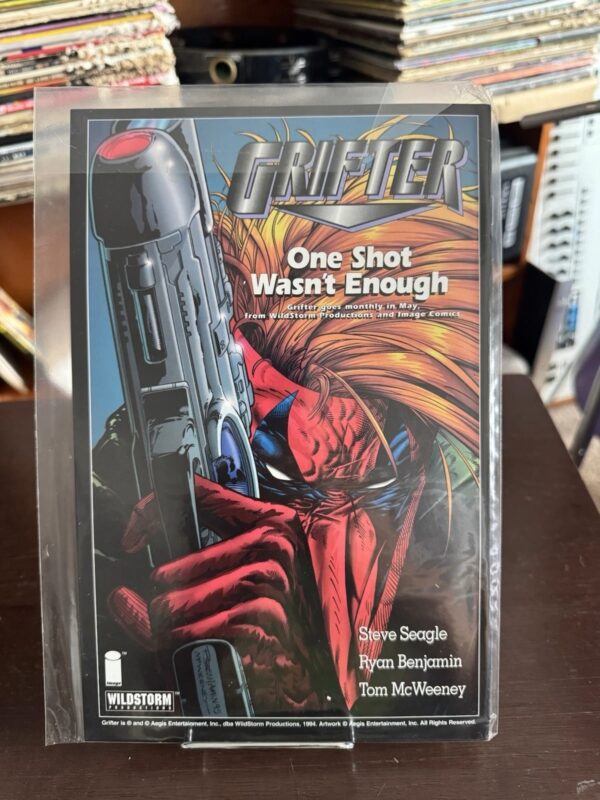 GRIFTER
One Shot
Wasn't Enough
Grifter goes monthly in May,
from WildStorm Productions and Image Comics
Steve Seagle
Ryan Benjamin
Tom McWeeney
image
WILDSTORM
PRODUCTIONS
Grifter is ® and © Aegis Entertainment, Inc., dba WildStorm Productions, 1994. Artwork © Aegis Entertainment, Inc. All Rights Reserved.